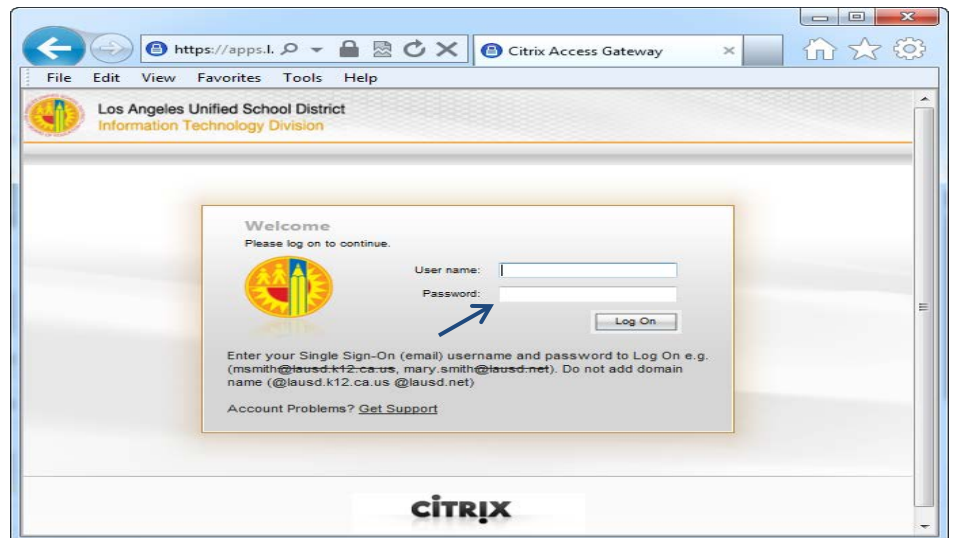 https://apps.l.
Citrix Access Gateway
File Edit View Favorites Tools Help
Los Angeles Unified School District
Information Technology Division
Welcome
Please log on to continue.
User name:
Password:
Log On
Enter your Single Sign-On (email) username and password to Log On e.g.
(msmith@lausd.k12.ca.us, mary.smith@lausd.net). Do not add domain
name (@lausd.k12.ca.us @lausd.net)
Account Problems? Get Support
CİTRIX